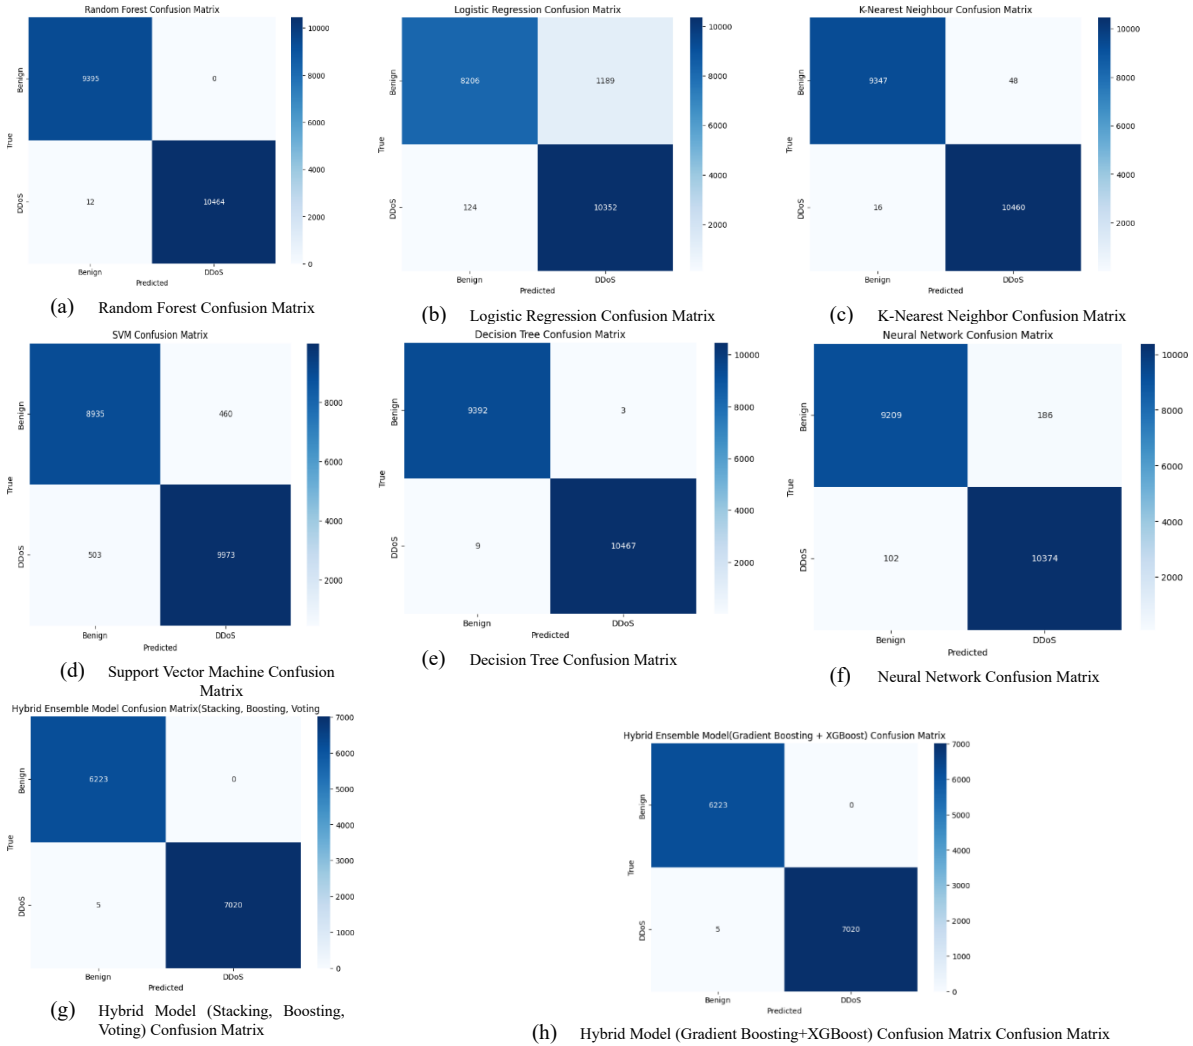 Random Forest Confusion Matrix
Benign
DDoS
True
9395
0
12
10464
Benign
DDoS
Predicted
10000
8000
6000
4000
2000
0
(a) Random Forest Confusion Matrix
Logistic Regression Confusion Matrix
Benign
DDoS
True
8206
1189
124
10352
Benign
DDoS
Predicted
10000
8000
6000
4000
2000
(b) Logistic Regression Confusion Matrix
K-Nearest Neighbour Confusion Matrix
Benign
DDoS
True
9347
48
16
10460
Benign
DDoS
Predicted
10000
8000
6000
4000
2000
(c) K-Nearest Neighbor Confusion Matrix
SVM Confusion Matrix
Benign
DDoS
True
8935
460
503
9973
Benign
DDoS
Predicted
8000
6000
4000
2000
(d) Support Vector Machine Confusion
Matrix
Decision Tree Confusion Matrix
Benign
DDoS
True
9392
3
9
10467
Benign
DDoS
Predicted
10000
8000
6000
4000
2000
(e) Decision Tree Confusion Matrix
Neural Network Confusion Matrix
Benign
DDoS
True
9209
186
102
10374
Benign
DDoS
Predicted
10000
8000
6000
4000
2000
(f) Neural Network Confusion Matrix
Hybrid Ensemble Model Confusion Matrix(Stacking, Boosting, Voting
Benign
DDoS
True
6223
0
5
7020
Benign
DDoS
Predicted
7000
6000
5000
4000
3000
2000
1000
0
(g) Hybrid Model (Stacking, Boosting,
Voting) Confusion Matrix
Hybrid Ensemble Model(Gradient Boosting + XGBoost) Confusion Matrix
Benign
DDoS
True
6223
0
5
7020
Benign
DDoS
Predicted
7000
6000
5000
4000
3000
2000
1000
0
(h) Hybrid Model (Gradient Boosting+XGBoost) Confusion Matrix Confusion Matrix